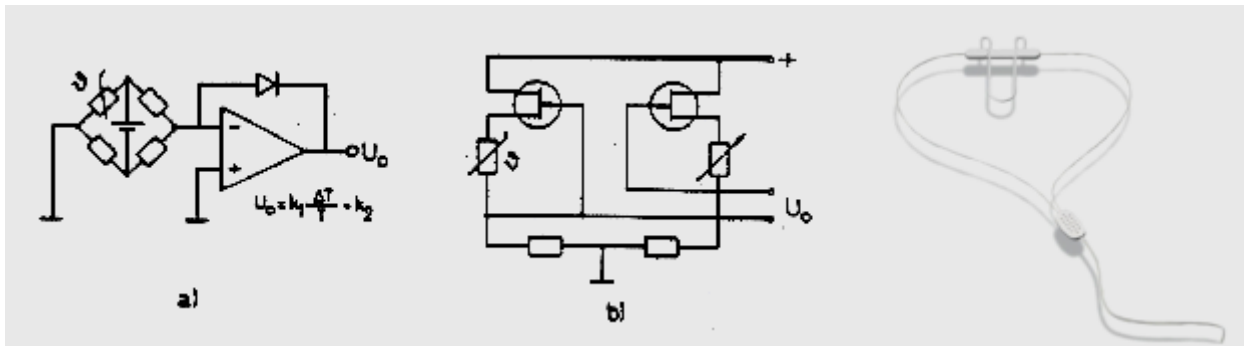 ϑ
-
+
U₀
U₀ = k₁ ΔT/T = k₂
a)
+
ϑ
U₀
b)